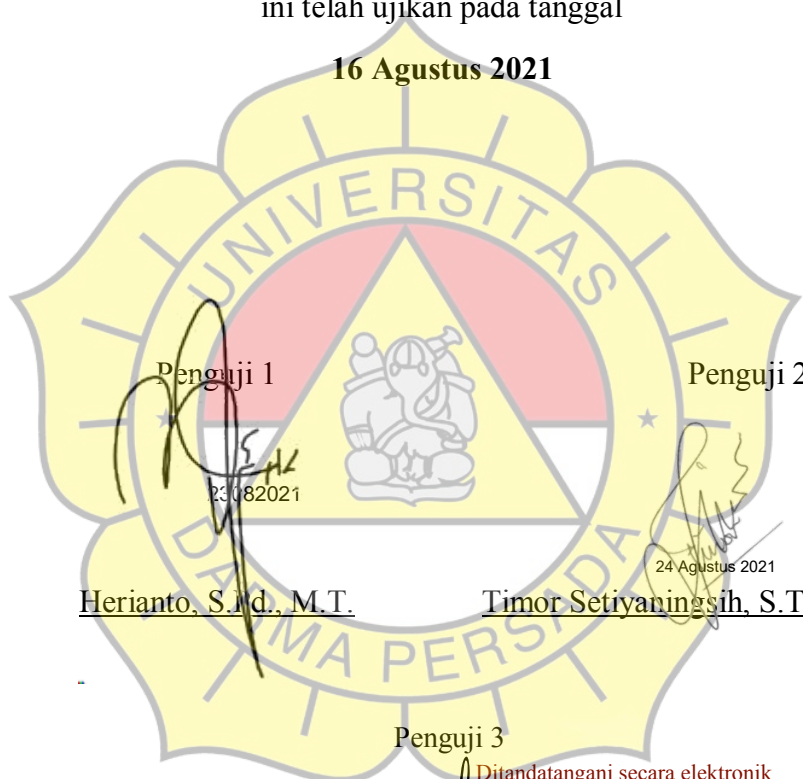 ini telah ujikan pada tanggal
16 Agustus 2021
UNIVERSITAS
Penguji 1
Penguji 2
23082021
24 Agustus 2021
Herianto, S.Pd., M.T.
Timor Setiyaningsih, S.T
DARMA PERSADA
Penguji 3
Ditandatangani secara elektronik